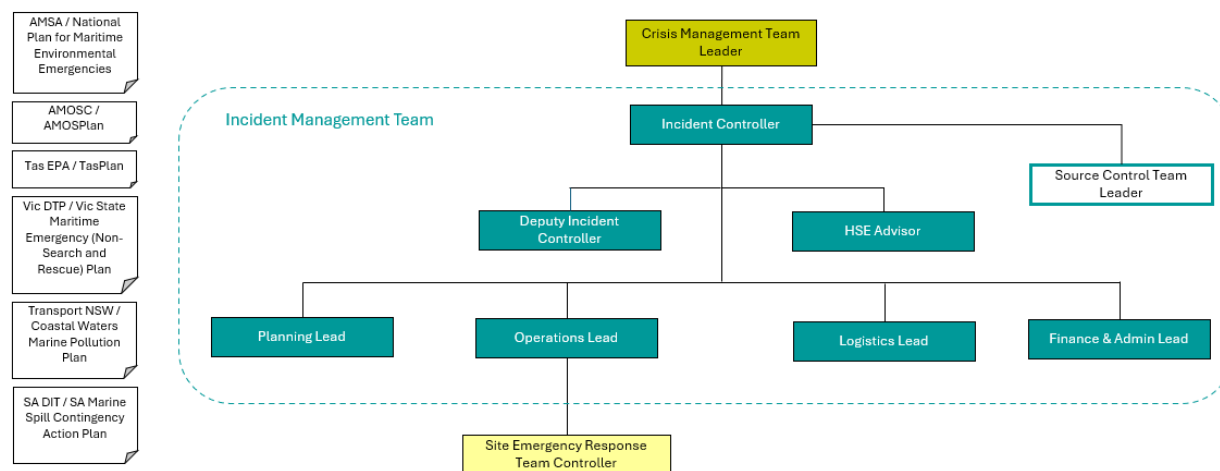 AMSA / National
Plan for Maritime
Environmental
Emergencies
AMOSC /
AMOSPlan
Tas EPA / TasPlan
Vic DTP / Vic State
Maritime
Emergency (Non-
Search and
Rescue) Plan
Transport NSW /
Coastal Waters
Marine Pollution
Plan
SA DIT / SA Marine
Spill Contingency
Action Plan
Crisis Management Team
Leader
Incident Management Team
Incident Controller
Source Control Team
Leader
Deputy Incident
Controller
HSE Advisor
Planning Lead
Operations Lead
Logistics Lead
Finance & Admin Lead
Site Emergency Response
Team Controller